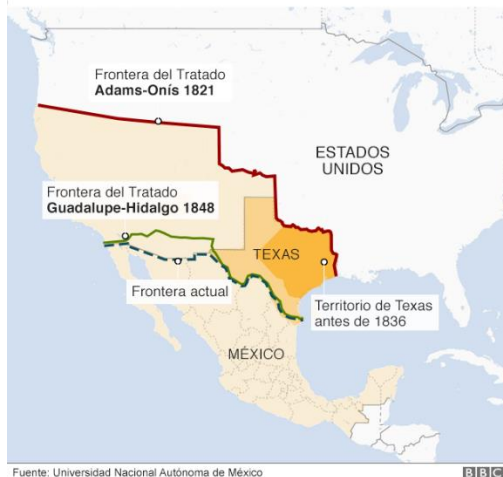 Frontera del Tratado
Adams-Onís 1821
ESTADOS
UNIDOS
Frontera del Tratado
Guadalupe-Hidalgo 1848
TEXAS
Frontera actual
Territorio de Texas
antes de 1836
MÉXICO
Fuente: Universidad Nacional Autónoma de México
BBC